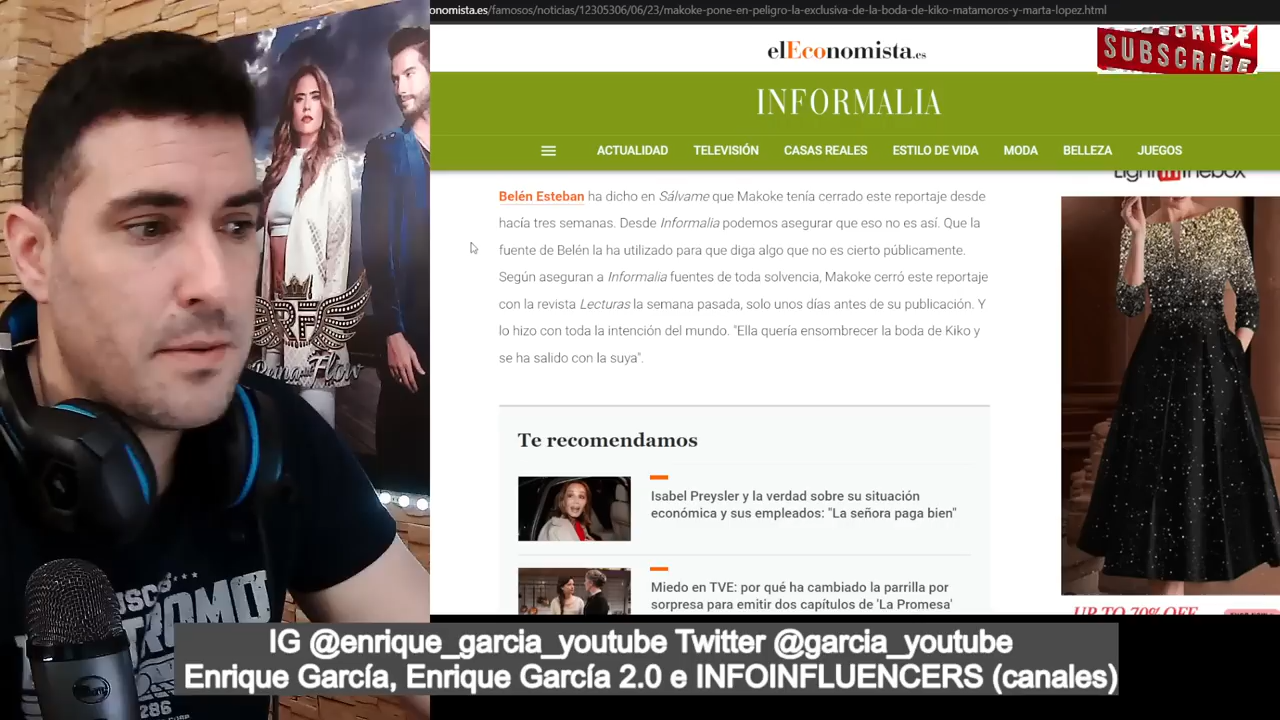 onomista.es/famosos/noticias/12305306/06/23/makoke-pone-en-peligro-la-exclusiva-de-la-boda-de-kiko-matamoros-y-marta-lopez.html
elEconomista.es
SUBSCRIBE
SUBSCRIBE
INFORMALIA
ACTUALIDAD TELEVISIÓN CASAS REALES ESTILO DE VIDA MODA BELLEZA JUEGOS
LightInTheBox
Belén Esteban ha dicho en Sálvame que Makoke tenía cerrado este reportaje desde
hacía tres semanas. Desde Informalia podemos asegurar que eso no es así. Que la
fuente de Belén la ha utilizado para que diga algo que no es cierto públicamente.
Según aseguran a Informalia fuentes de toda solvencia, Makoke cerró este reportaje
con la revista Lecturas la semana pasada, solo unos días antes de su publicación. Y
lo hizo con toda la intención del mundo. "Ella quería ensombrecer la boda de Kiko y
se ha salido con la suya".
RF
Reina Flow
Te recomendamos
Isabel Preysler y la verdad sobre su situación
económica y sus empleados: "La señora paga bien"
Miedo en TVE: por qué ha cambiado la parrilla por
sorpresa para emitir dos capítulos de 'La Promesa'
UP TO 70% OFF
IG @enrique_garcia_youtube Twitter @garcia_youtube
Enrique García, Enrique García 2.0 e INFOINFLUENCERS (canales)
286